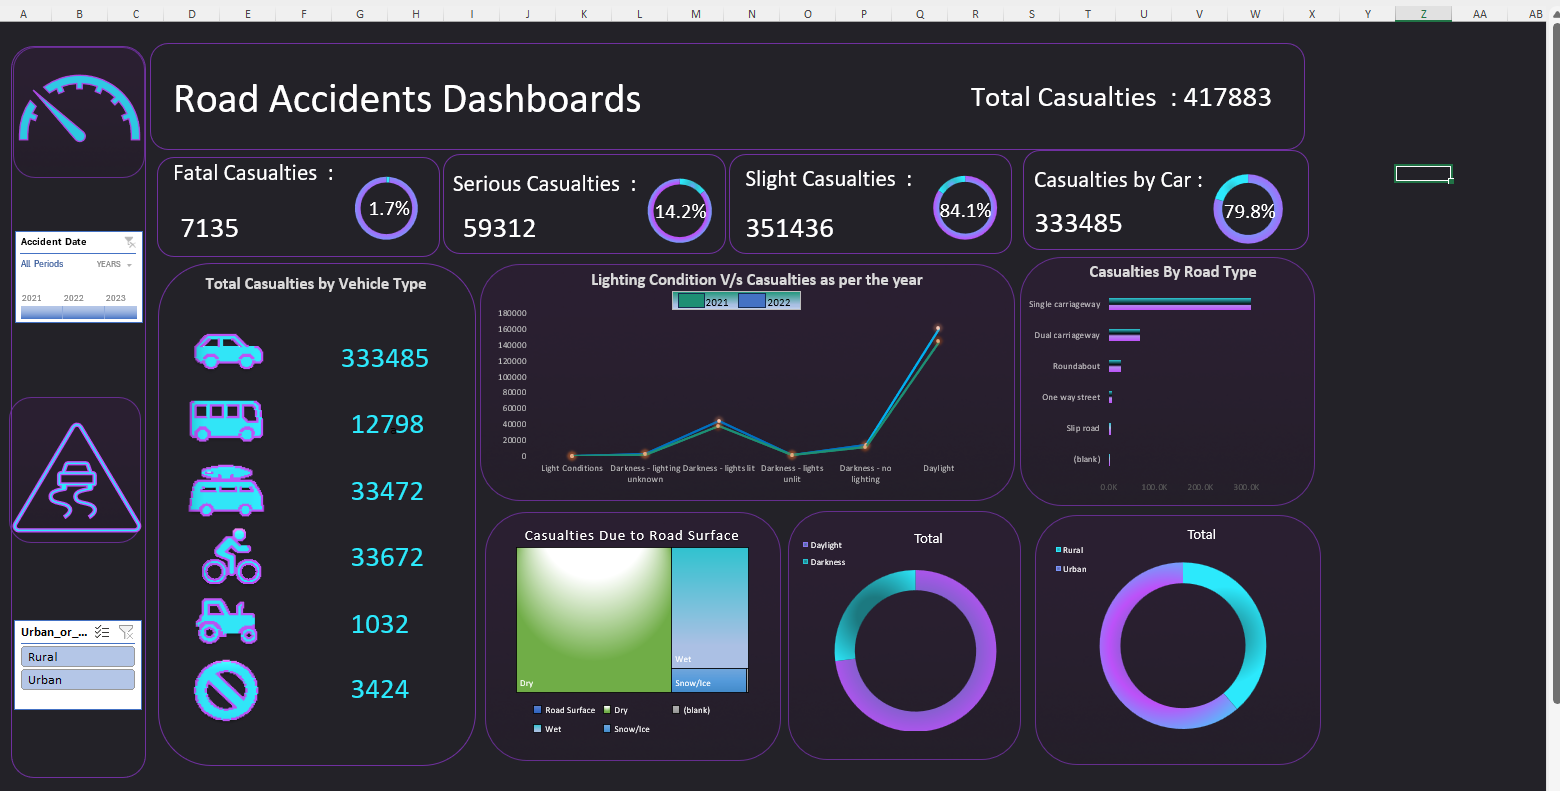 A B C D E F G H I J K L M N O P Q R S T U V W X Y Z AA AB
Road Accidents Dashboards
Total Casualties : 417883
Fatal Casualties :
7135
1.7%
Serious Casualties :
59312
14.2%
Slight Casualties :
351436
84.1%
Casualties by Car :
333485
79.8%
Accident Date
All Periods YEARS
2021 2022 2023
Urban_or_...
Rural
Urban
Total Casualties by Vehicle Type
333485
12798
33472
33672
1032
3424
Lighting Condition V/s Casualties as per the year
2021 2022
180000
160000
140000
120000
100000
80000
60000
40000
20000
0
Light Conditions
Darkness - lighting
unknown
Darkness - lights lit
Darkness - lights
unlit
Darkness - no
lighting
Daylight
Casualties By Road Type
Single carriageway
Dual carriageway
Roundabout
One way street
Slip road
(blank)
0.0K 100.0K 200.0K 300.0K
Casualties Due to Road Surface
Dry
Wet
Snow/Ice
Road Surface Dry (blank)
Wet Snow/Ice
Total
Daylight
Darkness
Total
Rural
Urban